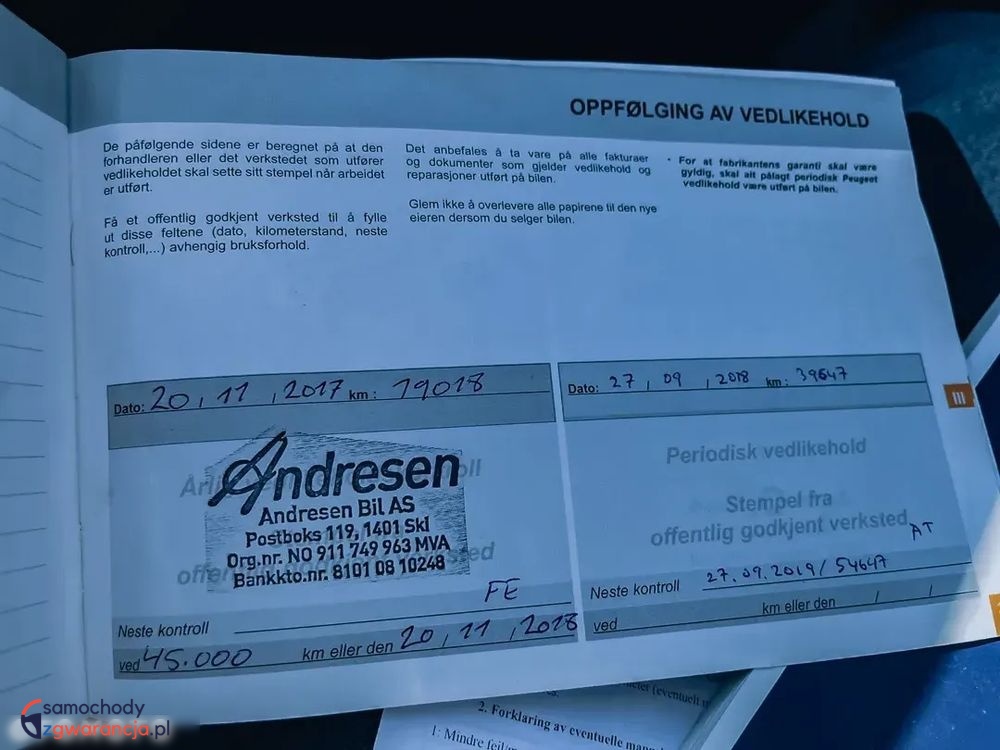 OPPFØLGING AV VEDLIKEHOLD
De påfølgende sidene er beregnet på at den
forhandleren eller det verkstedet som utfører
vedlikeholdet skal sette sitt stempel når arbeidet
er utført.
Få et offentlig godkjent verksted til å fylle
ut disse feltene (dato, kilometerstand, neste
kontroll,...) avhengig bruksforhold.
Det anbefales å ta vare på alle fakturaer
og dokumenter som gjelder vedlikehold og
reparasjoner utført på bilen.
Glem ikke å overlevere alle papirene til den nye
eieren dersom du selger bilen.
• For at fabrikantens garanti skal være
gyldig, skal alt pålagt periodisk Peugeot
vedlikehold være utført på bilen.
Dato: 20, 11, 2017 km: 19018
Andresen
Andresen Bil AS
Postboks 119, 1401 Ski
Org.nr. NO 911 749 963 MVA
Bankkto.nr. 8101 08 10248
FE
Neste kontroll
ved 45.000 km eller den 20, 11, 2018
Dato: 27, 09, 2018 km: 39647
Periodisk vedlikehold
Stempel fra
offentlig godkjent verksted
AT
Neste kontroll 27.09.2019/54647
ved km eller den / /
III
2. Forklaring av eventuelle
1: Mindre feil
samochody
zgwarancja.pl